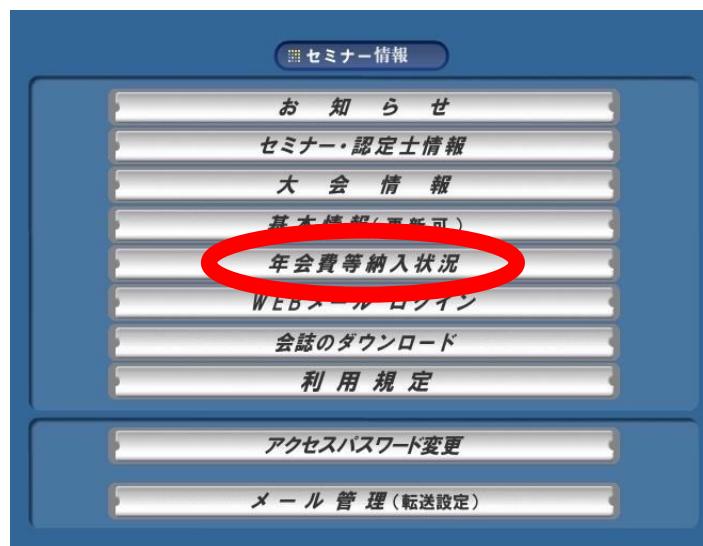 セミナー情報
お知らせ
セミナー・認定士情報
大会情報
基本情報(更新可)
年会費等納入状況
WEBメール ログイン
会誌のダウンロード
利用規定
アクセスパスワード変更
メール管理(転送設定)